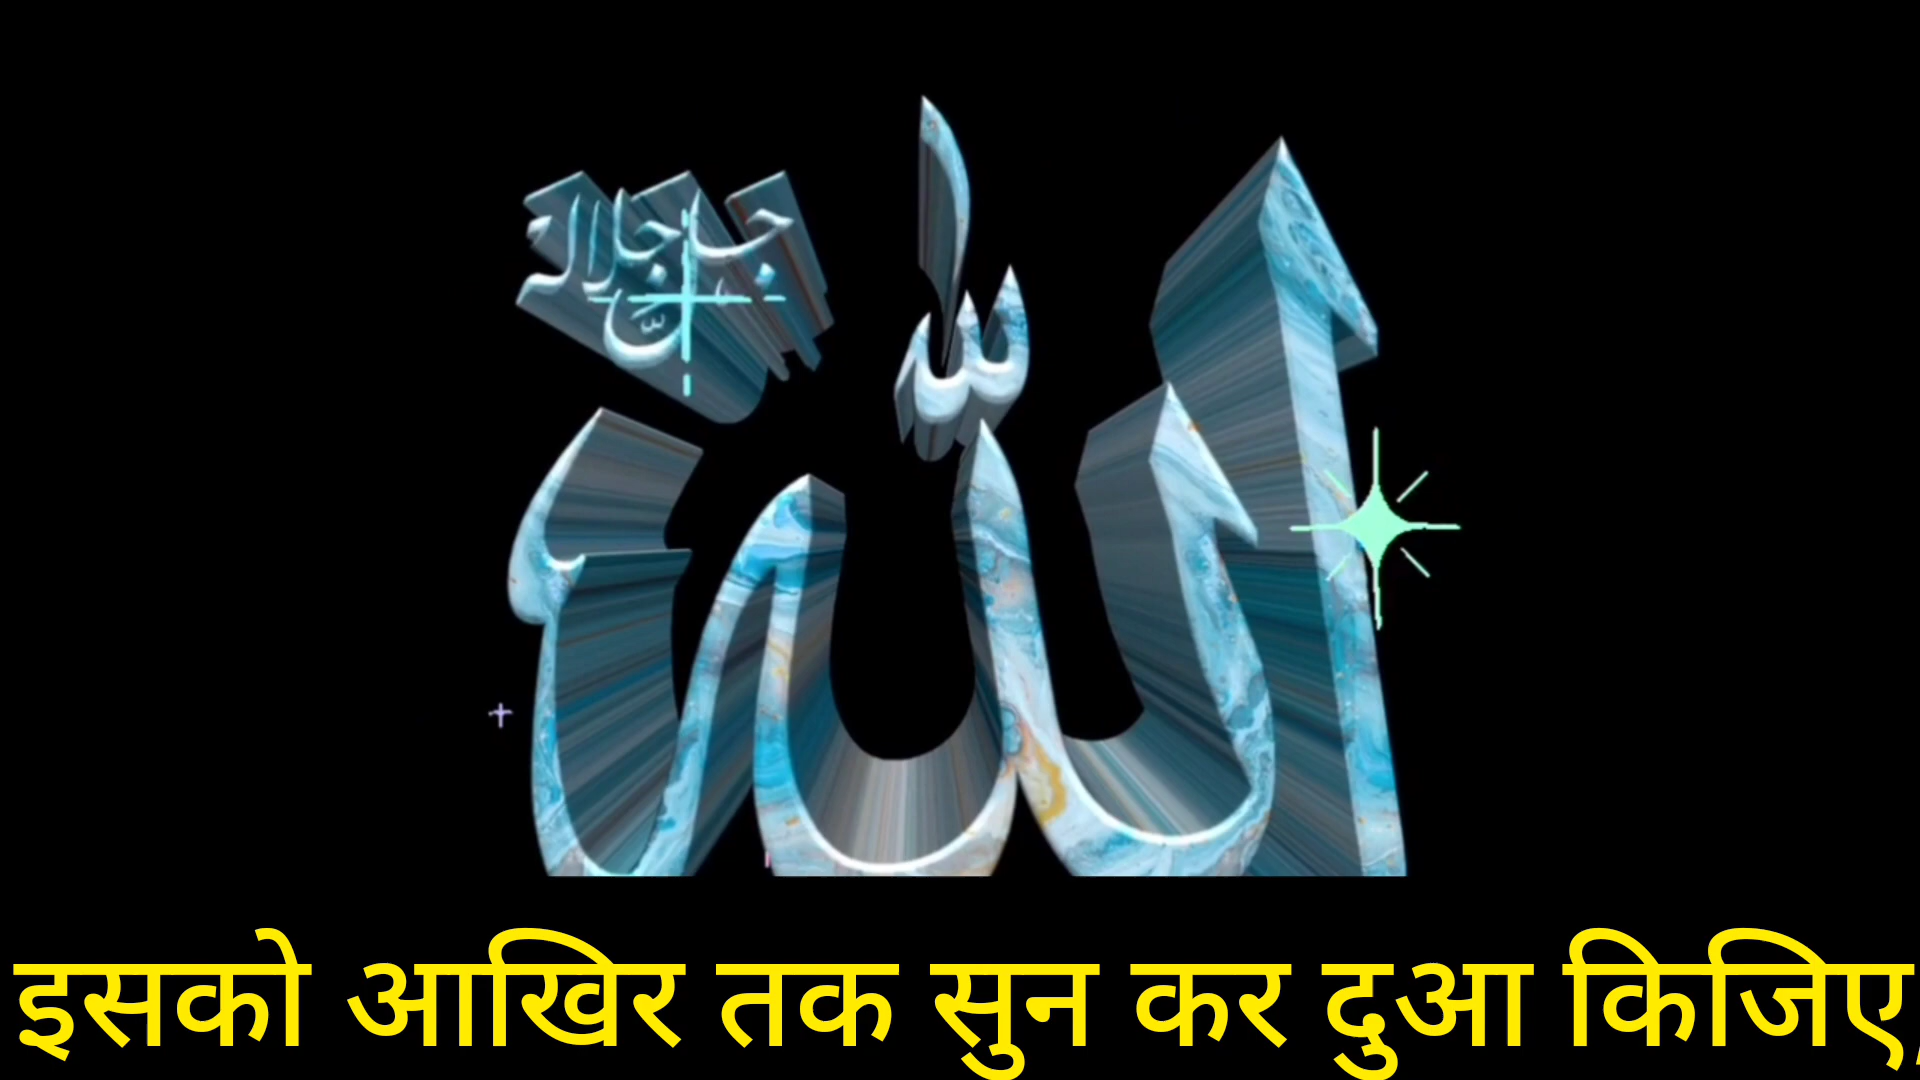 الله
جل جلاله
इसको आखिर तक सुन कर दुआ किजिए,